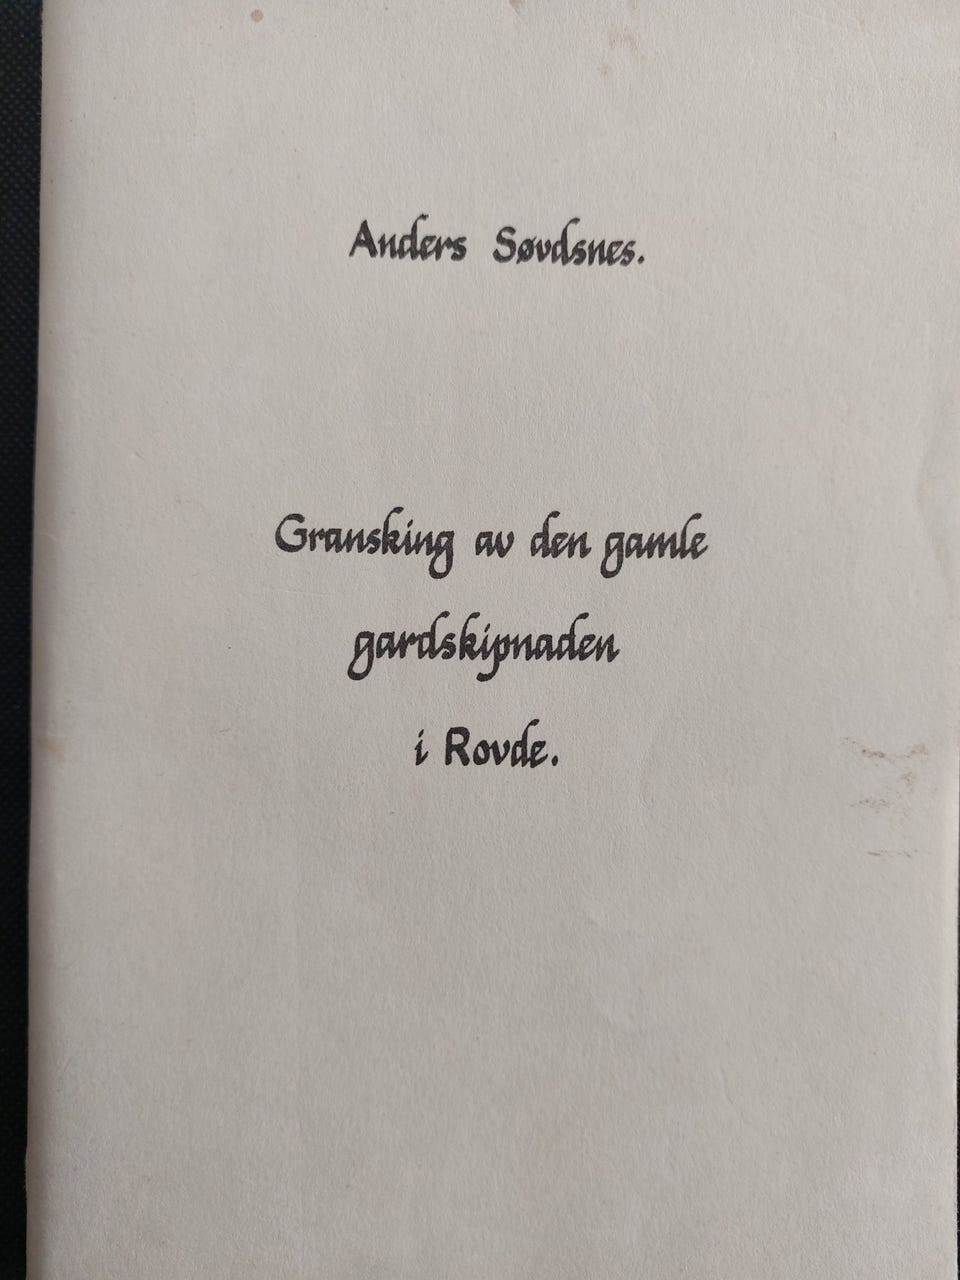 Anders Søvdsnes.
Gransking av den gamle
gardskipnaden
i Rovde.